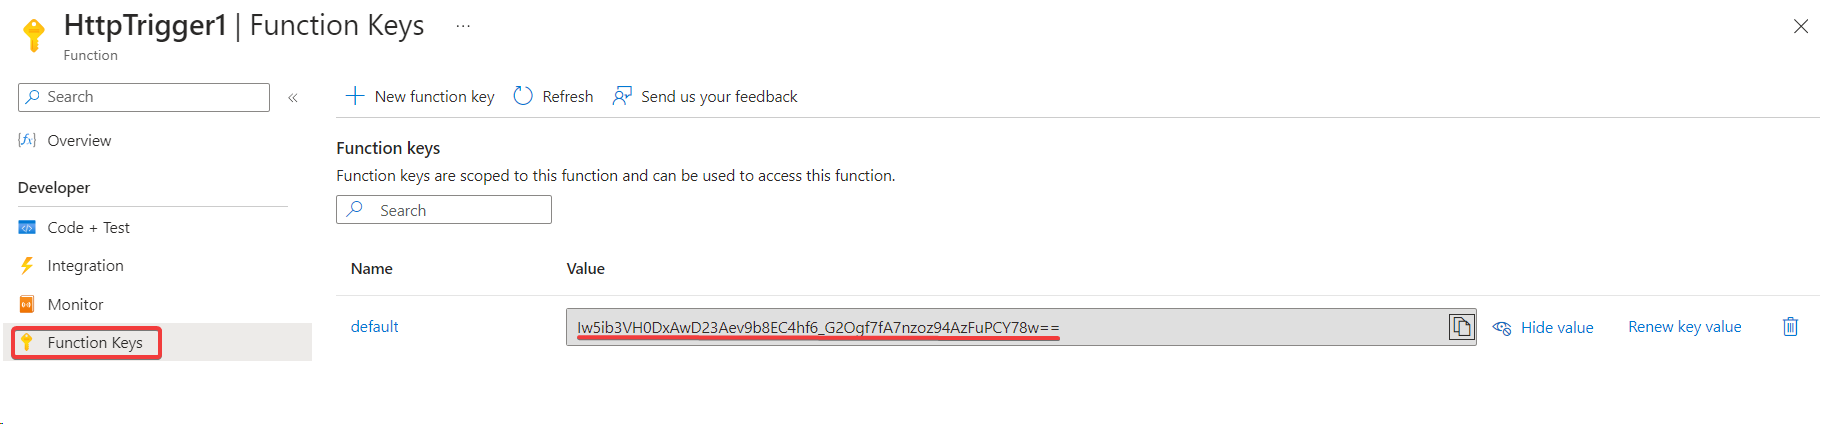 HttpTrigger1 | Function Keys ...
Function
Search «
Overview
Developer
Code + Test
Integration
Monitor
Function Keys
New function key Refresh Send us your feedback
Function keys
Function keys are scoped to this function and can be used to access this function.
Search
Name Value
default Iw5ib3VH0DxAwD23Aev9b8EC4hf6_G2Ogf7fA7nzoz94AzFuPCY78w== Hide value Renew key value